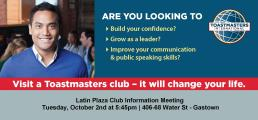 ARE YOU LOOKING TO
Build your confidence?
Grow as a leader?
Improve your communication
& public speaking skills?
TOASTMASTERS
INTERNATIONAL
Visit a Toastmasters club – it will change your life.
Latin Plaza Club Information Meeting
Tuesday, October 2nd at 5:45pm | 406-68 Water St - Gastown